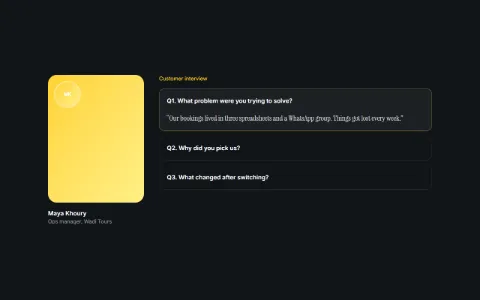 Customer interview
Q1. What problem were you trying to solve?
"Our bookings lived in three spreadsheets and a WhatsApp group. Things got lost every week."
Q2. Why did you pick us?
Q3. What changed after switching?
Maya Khoury
Ops manager, Wadi Tours